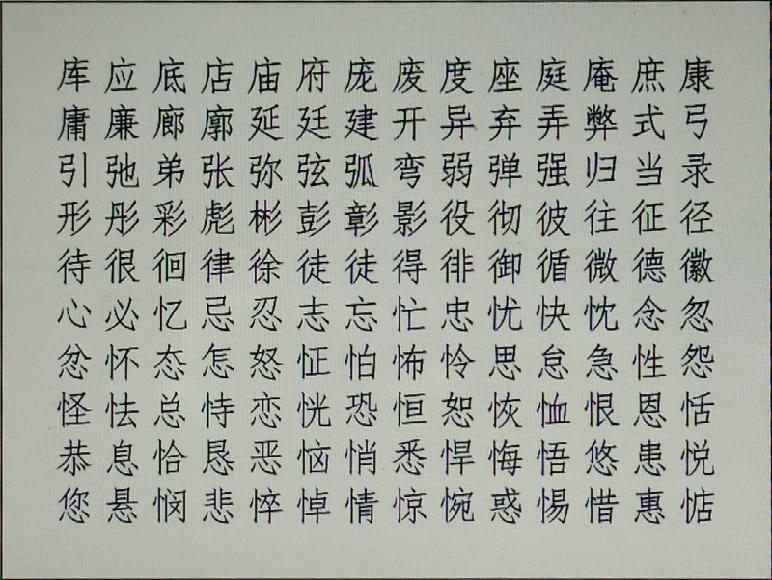 库应底店庙府庞废度座庭庵庶康
庸廉廊廓延廷建开异弃弄弊式弓
引弛弟张弥弦弧弯弱弹强归当录
形彤彩彪彬彭彰影役彻彼往征径
待很徊律徐徒徒得徘御循微德徽
心必忆忌忍志忘忙忠忧快忱念忽
忿怀态怎怒怔怕怖怜思怠急性怨
怪怯总恃恋恍恐恒恕恢恤恨恩恬
恭息恰恳恶恼悄悉悍悔悟悠患悦
您悬悯悲悴悼情惊惋惑惕惜惠惦